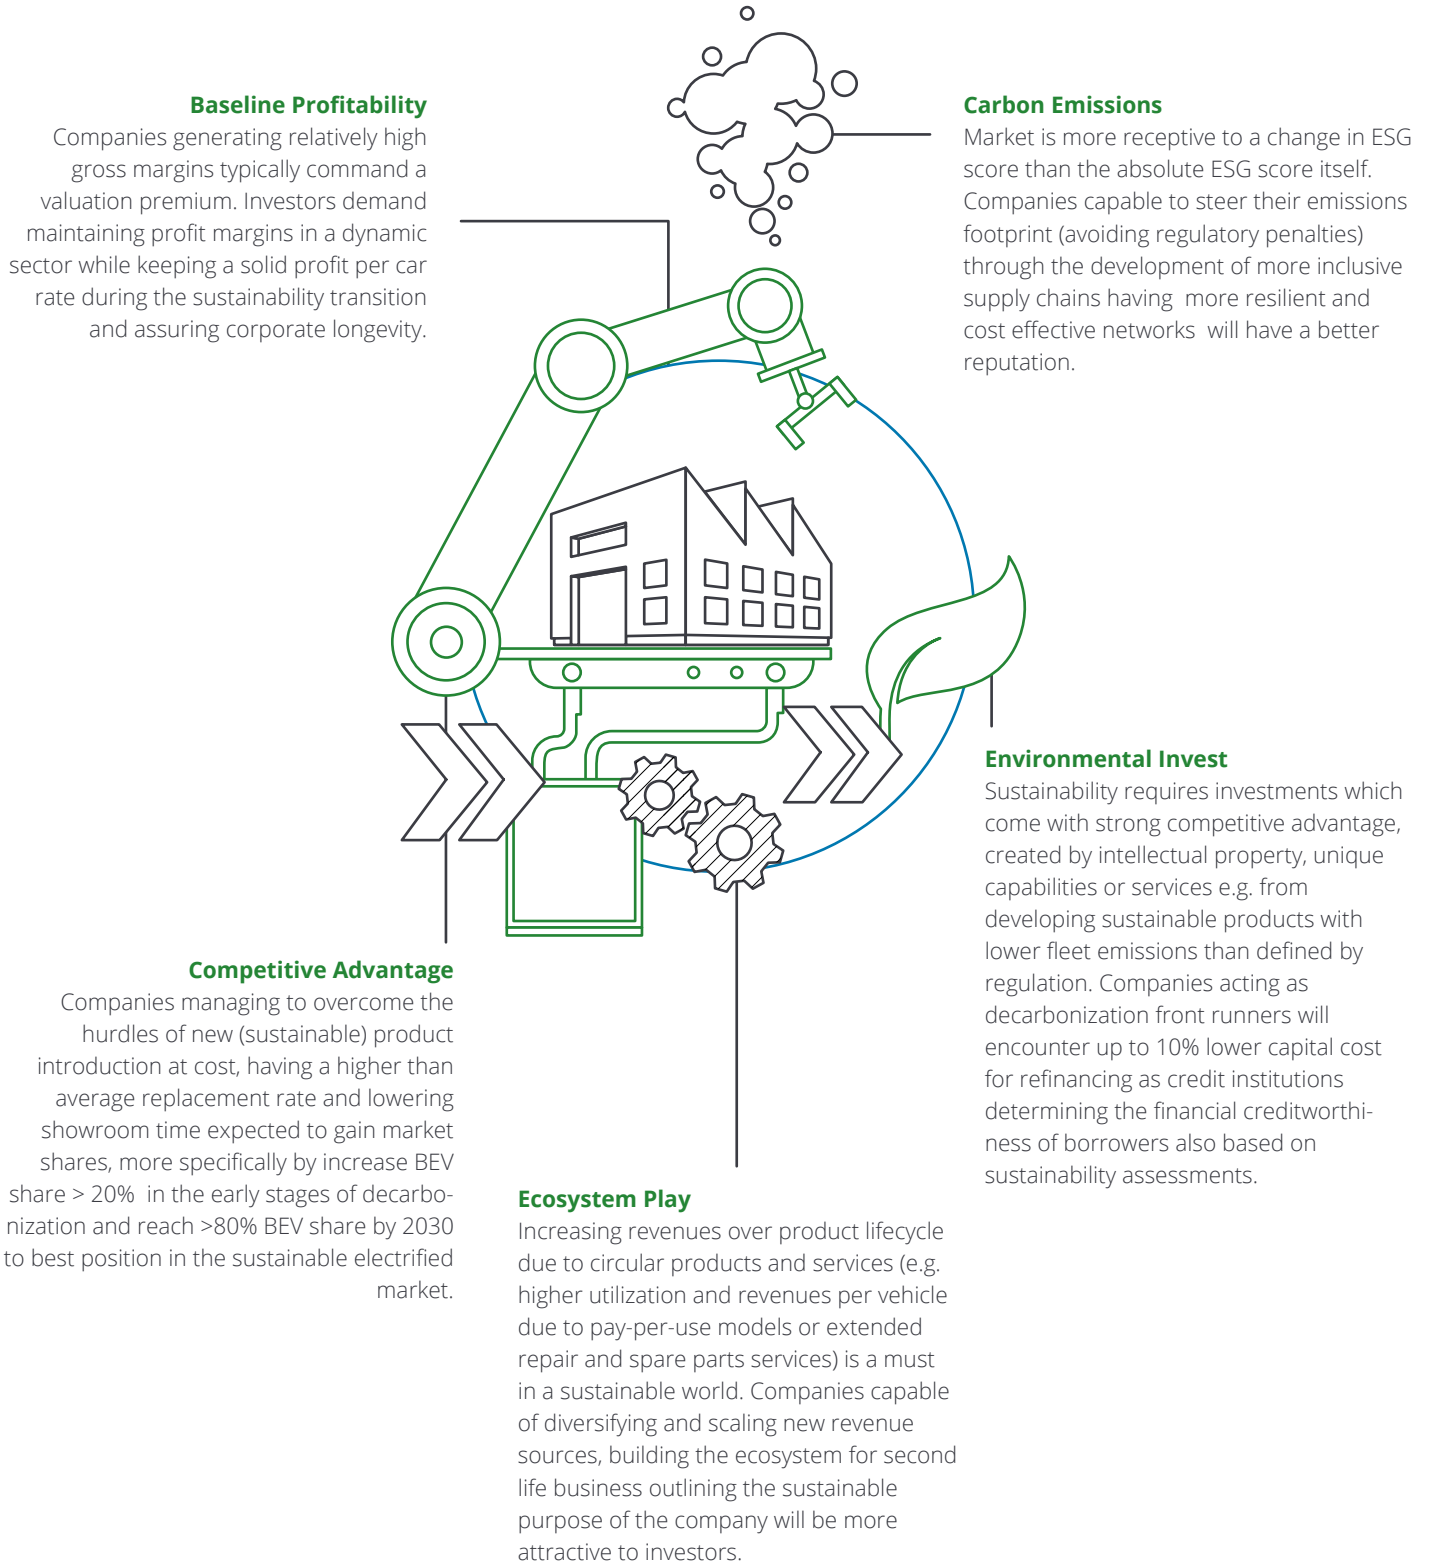 Baseline Profitability
Companies generating relatively high
gross margins typically command a
valuation premium. Investors demand
maintaining profit margins in a dynamic
sector while keeping a solid profit per car
rate during the sustainability transition
and assuring corporate longevity.
Carbon Emissions
Market is more receptive to a change in ESG
score than the absolute ESG score itself.
Companies capable to steer their emissions
footprint (avoiding regulatory penalties)
through the development of more inclusive
supply chains having  more resilient and
cost effective networks  will have a better
reputation.
Environmental Invest
Sustainability requires investments which
come with strong competitive advantage,
created by intellectual property, unique
capabilities or services e.g. from
developing sustainable products with
lower fleet emissions than defined by
regulation. Companies acting as
decarbonization front runners will
encounter up to 10% lower capital cost
for refinancing as credit institutions
determining the financial creditworthi-
ness of borrowers also based on
sustainability assessments.
Competitive Advantage
Companies managing to overcome the
hurdles of new (sustainable) product
introduction at cost, having a higher than
average replacement rate and lowering
showroom time expected to gain market
shares, more specifically by increase BEV
share > 20%  in the early stages of decarbo-
nization and reach >80% BEV share by 2030
to best position in the sustainable electrified
market.
Ecosystem Play
Increasing revenues over product lifecycle
due to circular products and services (e.g.
higher utilization and revenues per vehicle
due to pay-per-use models or extended
repair and spare parts services) is a must
in a sustainable world. Companies capable
of diversifying and scaling new revenue
sources, building the ecosystem for second
life business outlining the sustainable
purpose of the company will be more
attractive to investors.